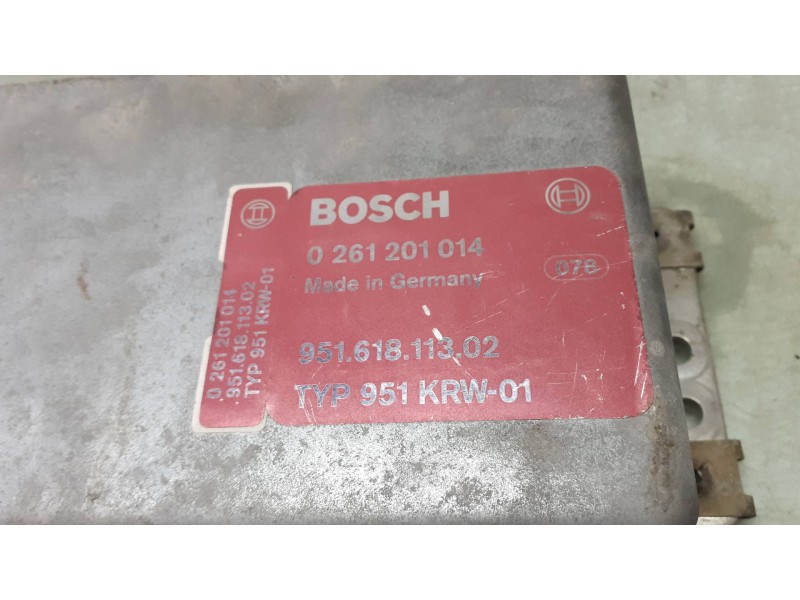 BOSCH
0 261 201 014
Made in Germany
078
951.618.113.02
TYP 951 KRW-01
0 261 201 014
951.618.113.02
TYP 951 KRW-01